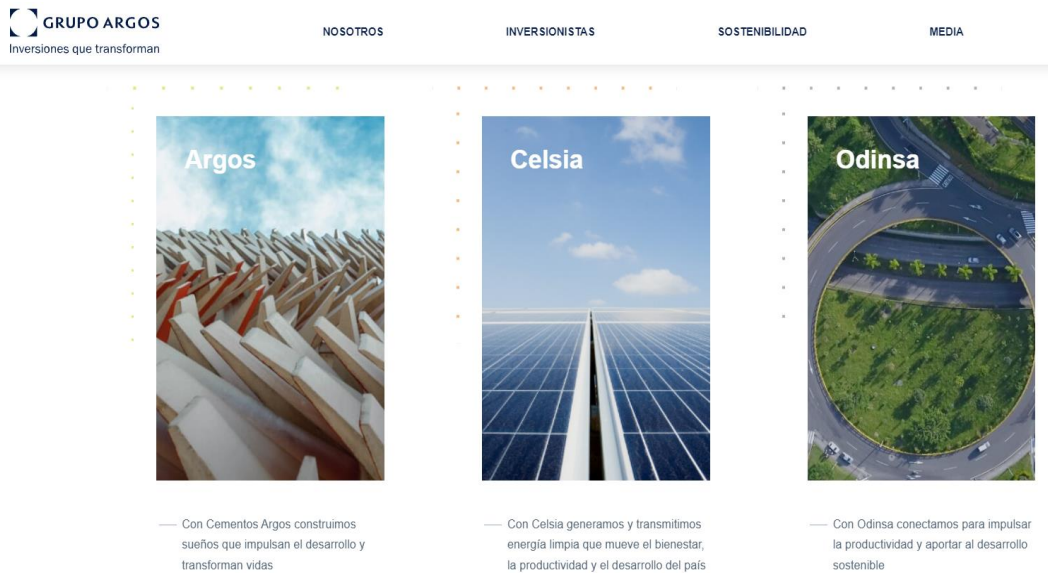 GRUPO ARGOS
Inversiones que transforman
NOSOTROS
INVERSIONISTAS
SOSTENIBILIDAD
MEDIA
Argos
Con Cementos Argos construimos
sueños que impulsan el desarrollo y
transforman vidas
Celsia
Con Celsia generamos y transmitimos
energía limpia que mueve el bienestar,
la productividad y el desarrollo del país
Odinsa
Con Odinsa conectamos para impulsar
la productividad y aportar al desarrollo
sostenible